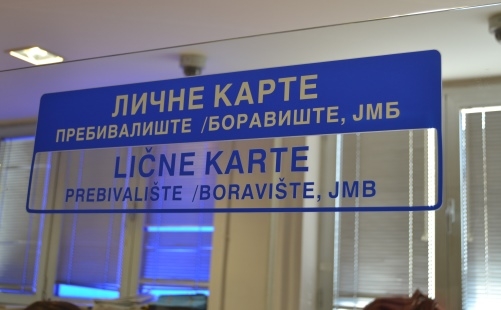 ЛИЧНЕ КАРТЕ
ПРЕБИВАЛИШТЕ /БОРАВИШТЕ, ЈМБ
LIČNE KARTE
PREBIVALIŠTE /BORAVIŠTE, JMB